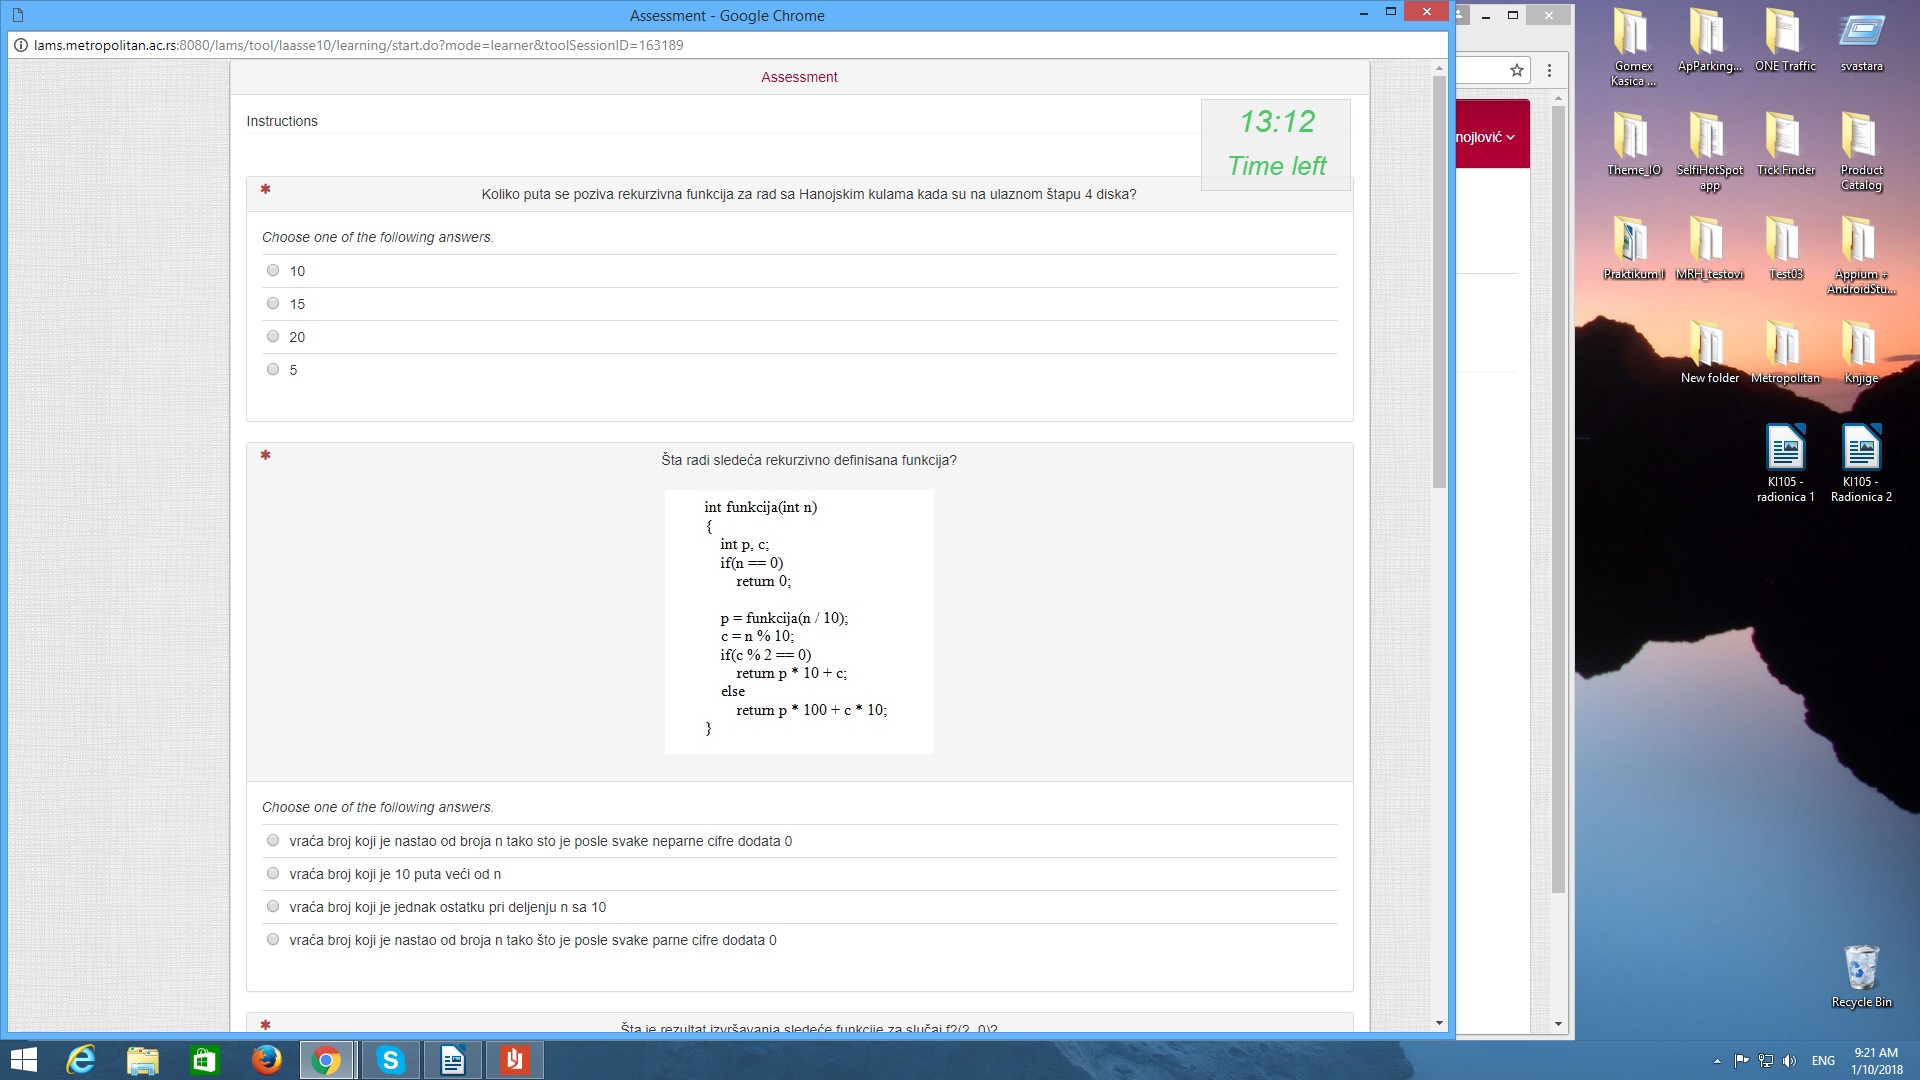 Assessment - Google Chrome
lams.metropolitan.ac.rs:8080/lams/tool/laasse10/learning/start.do?mode=learner&toolSessionID=163189
Assessment
Instructions
13:12
Time left
Koliko puta se poziva rekurzivna funkcija za rad sa Hanojskim kulama kada su na ulaznom štapu 4 diska?
Choose one of the following answers.
10
15
20
5
Šta radi sledeća rekurzivno definisana funkcija?
int funkcija(int n)
{
int p, c;
if(n == 0)
return 0;
p = funkcija(n / 10);
c = n % 10;
if(c % 2 == 0)
return p * 10 + c;
else
return p * 100 + c * 10;
}
Choose one of the following answers.
vraća broj koji je nastao od broja n tako sto je posle svake neparne cifre dodata 0
vraća broj koji je 10 puta veći od n
vraća broj koji je jednak ostatku pri deljenju n sa 10
vraća broj koji je nastao od broja n tako što je posle svake parne cifre dodata 0
Šta je rezultat izvršavanja sledeće funkcije za slučaj f2(2, 0)?
nojlović
Gomex Kasica ...
ApParking...
ONE Traffic
svastara
Theme_IO
SelfiHotSpot app
Tick Finder
Product Catalog
Praktikum I
MRH_testovi
Test03
Appium + AndroidStu...
New folder
Metropolitan
Knjige
KI105 - radionica 1
KI105 - Radionica 2
Recycle Bin
ENG
9:21 AM
1/10/2018